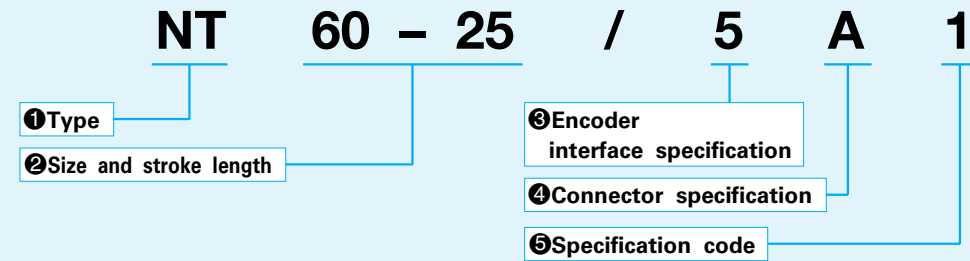 NT 60 – 25 / 5 A 1
❶Type
❷Size and stroke length
❸Encoder
interface specification
❹Connector specification
❺Specification code